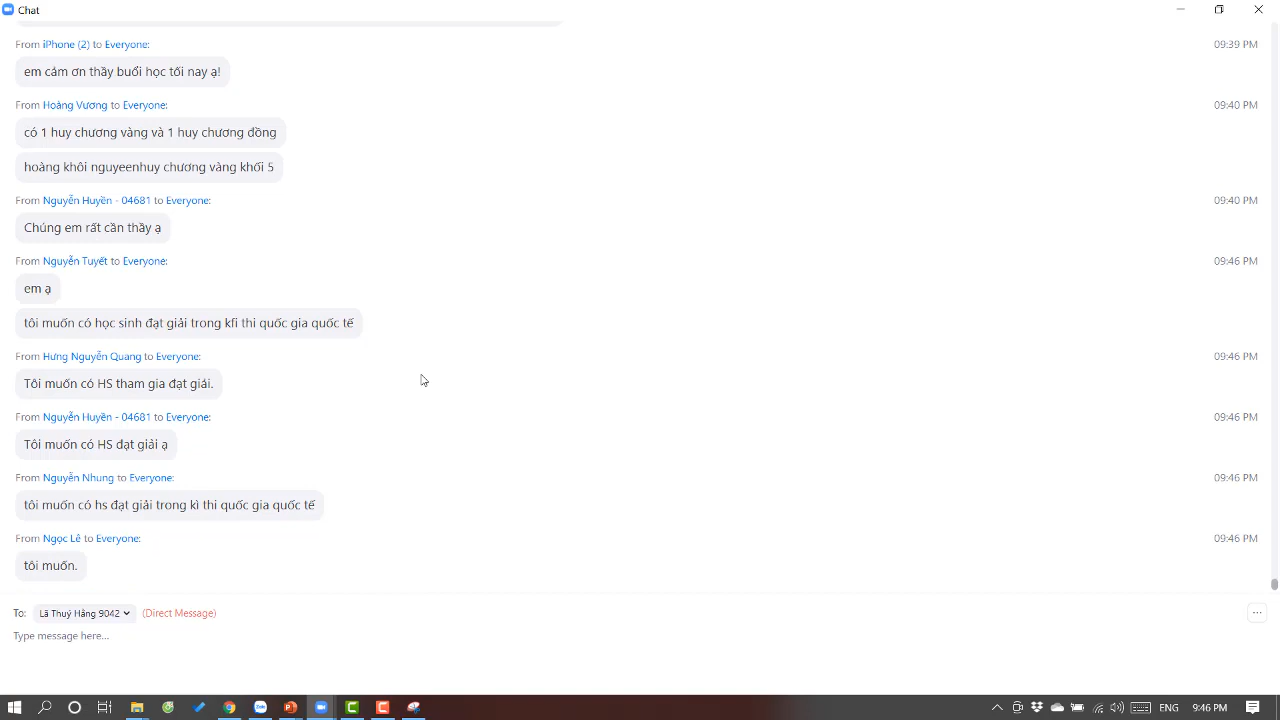 Chat
From iPhone (2) to Everyone:
09:39 PM
em cảm ơn thầy buổi học tối nay ạ!
From Hoàng Vương to Everyone:
09:40 PM
có 1 huy chương vàng và 1 huy chương đồng
hoàng khôi nguyeenhuy chương vàng khối 5
From Nguyễn Huyền - 04681 to Everyone:
09:40 PM
Chúng em rất cần thầy ạ
From Nguyễn Tuyết to Everyone:
09:46 PM
em ạ
tôi muốn có học sinh đạt giải trong kfi thi quốc gia quốc tế
From Hưng Nguyễn Quang to Everyone:
09:46 PM
Tôi muốn có HS tham gia đạt giải.
From Nguyễn Huyền - 04681 to Everyone:
09:46 PM
Tôi muốn có HS đạt giải ạ
From Nguyễn Nhung to Everyone:
09:46 PM
tôi muốn có hs đạt giải trong kì thi quốc gia quốc tế
From Ngọc Lê to Everyone:
09:46 PM
tôi muốn.
To: Lã Thuý Hằng 9042 (Direct Message)
Type message here...
Zalo
ENG 9:46 PM